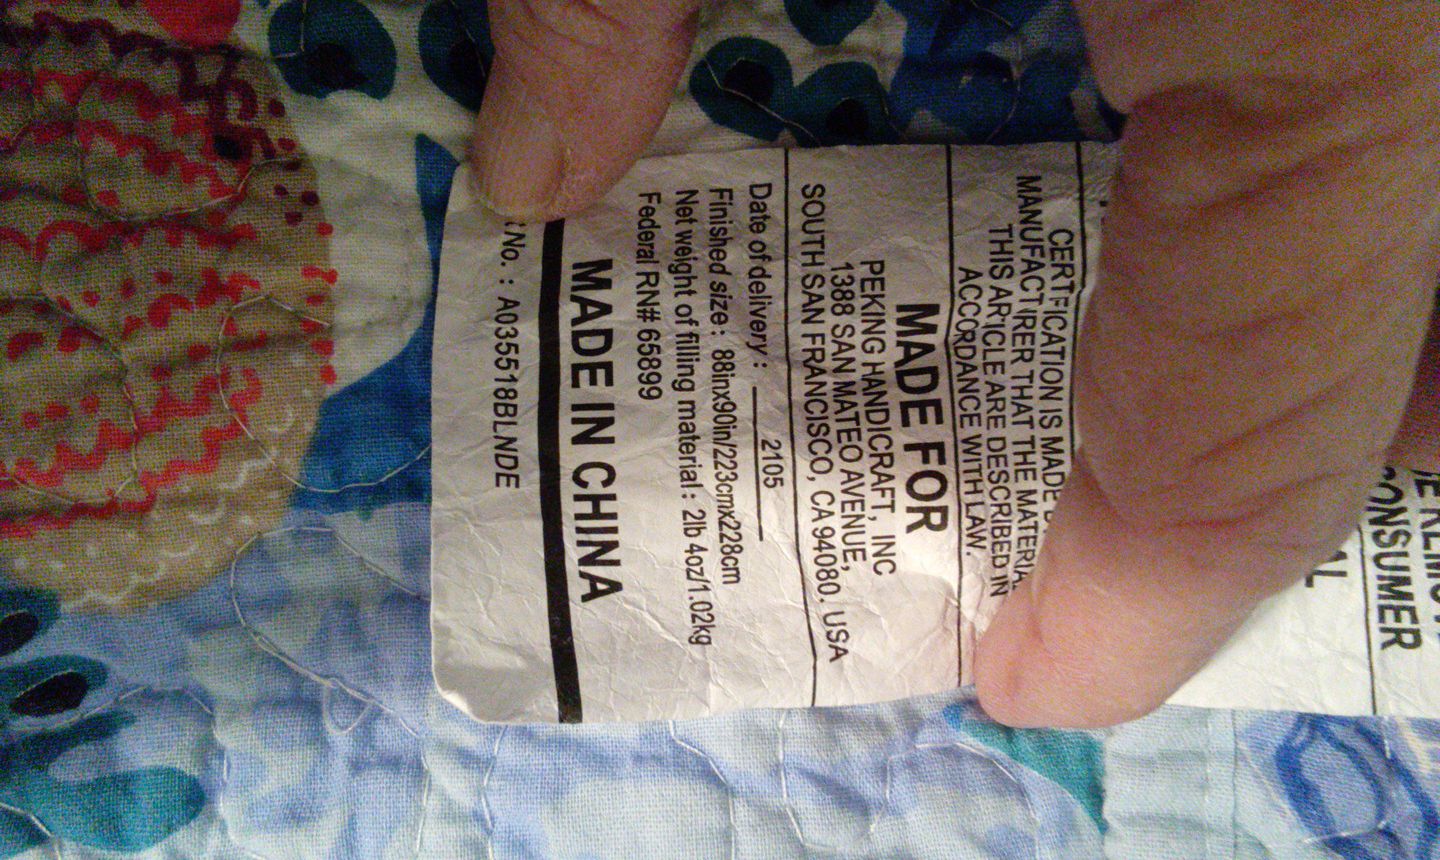 CONSUMER
CERTIFICATION IS MADE
MANUFACTURER THAT THE
THIS ARTICLE ARE DESCRIBED IN
ACCORDANCE WITH LAW.
MADE FOR
PEKING HANDICRAFT, INC
1388 SAN MATEO AVENUE,
SOUTH SAN FRANCISCO, CA 94080. USA
Date of delivery : 2105
Finished size : 88inx90in/223cmx228cm
Net weight of filling material : 2lb 4oz/1.02kg
Federal RN# 65899
MADE IN CHINA
No. : A035518BLNDE